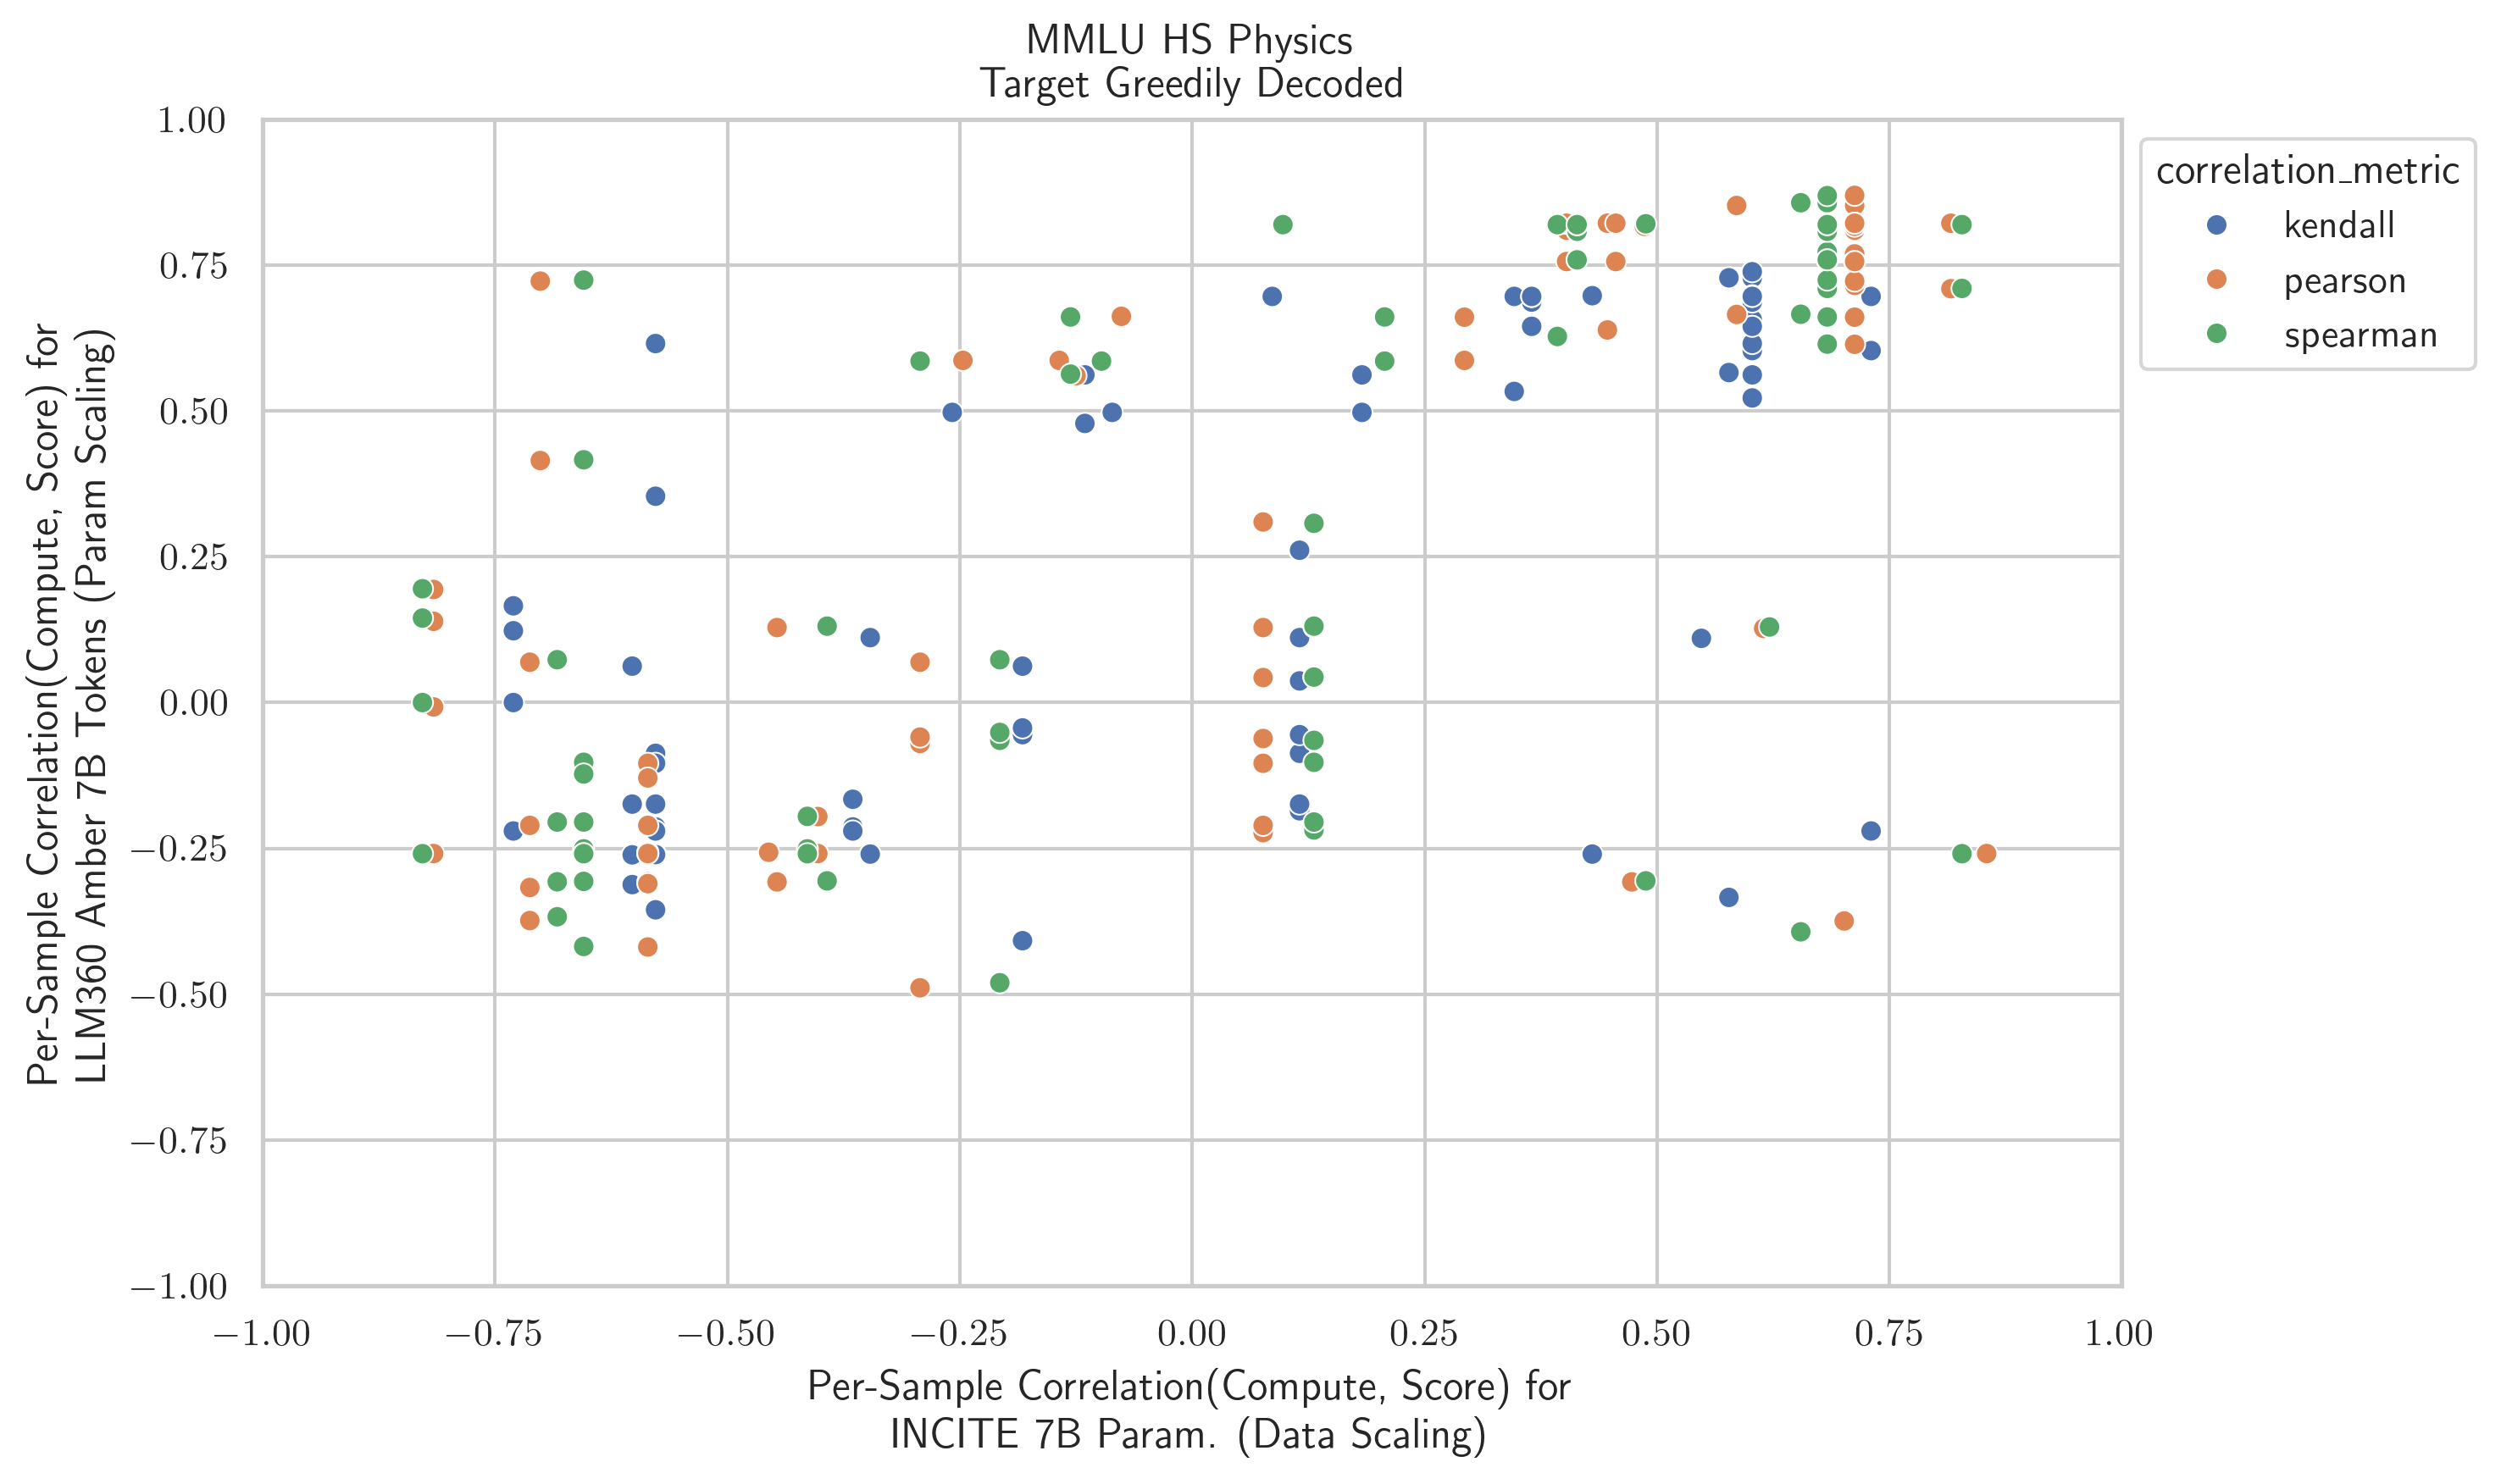 MMLU HS Physics
Target Greedily Decoded
Per-Sample Correlation(Compute, Score) for
LLM360 Amber 7B Tokens (Param Scaling)
1.00
0.75
0.50
0.25
0.00
−0.25
−0.50
−0.75
−1.00
−1.00 −0.75 −0.50 −0.25 0.00 0.25 0.50 0.75 1.00
Per-Sample Correlation(Compute, Score) for
INCITE 7B Param. (Data Scaling)
correlation_metric
kendall
pearson
spearman